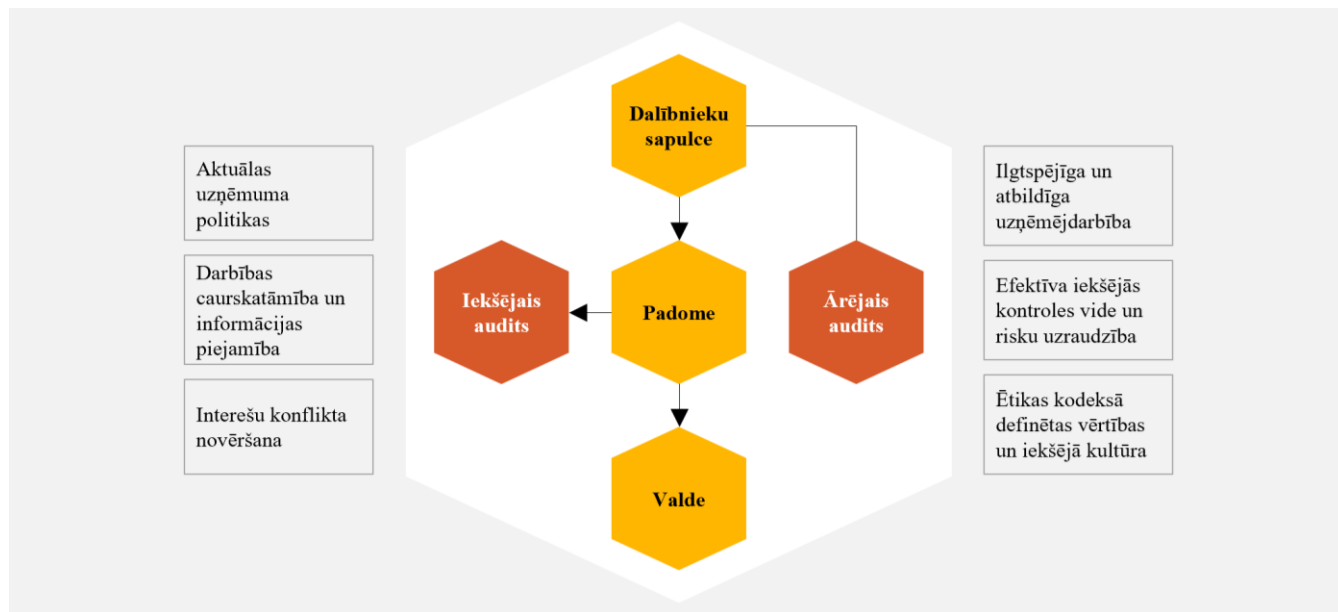 Dalībnieku
sapulce
Aktuālas
uzņēmuma
politikas
Darbības
caurskatāmība un
informācijas
piejamība
Interešu konflikta
novēršana
Iekšējais
audits
Padome
Ārējais
audits
Valde
Ilgtspējīga un
atbildīga
uzņēmējdarbība
Efektīva iekšējās
kontroles vide un
risku uzraudzība
Ētikas kodeksā
definētas vērtības
un iekšējā kultūra